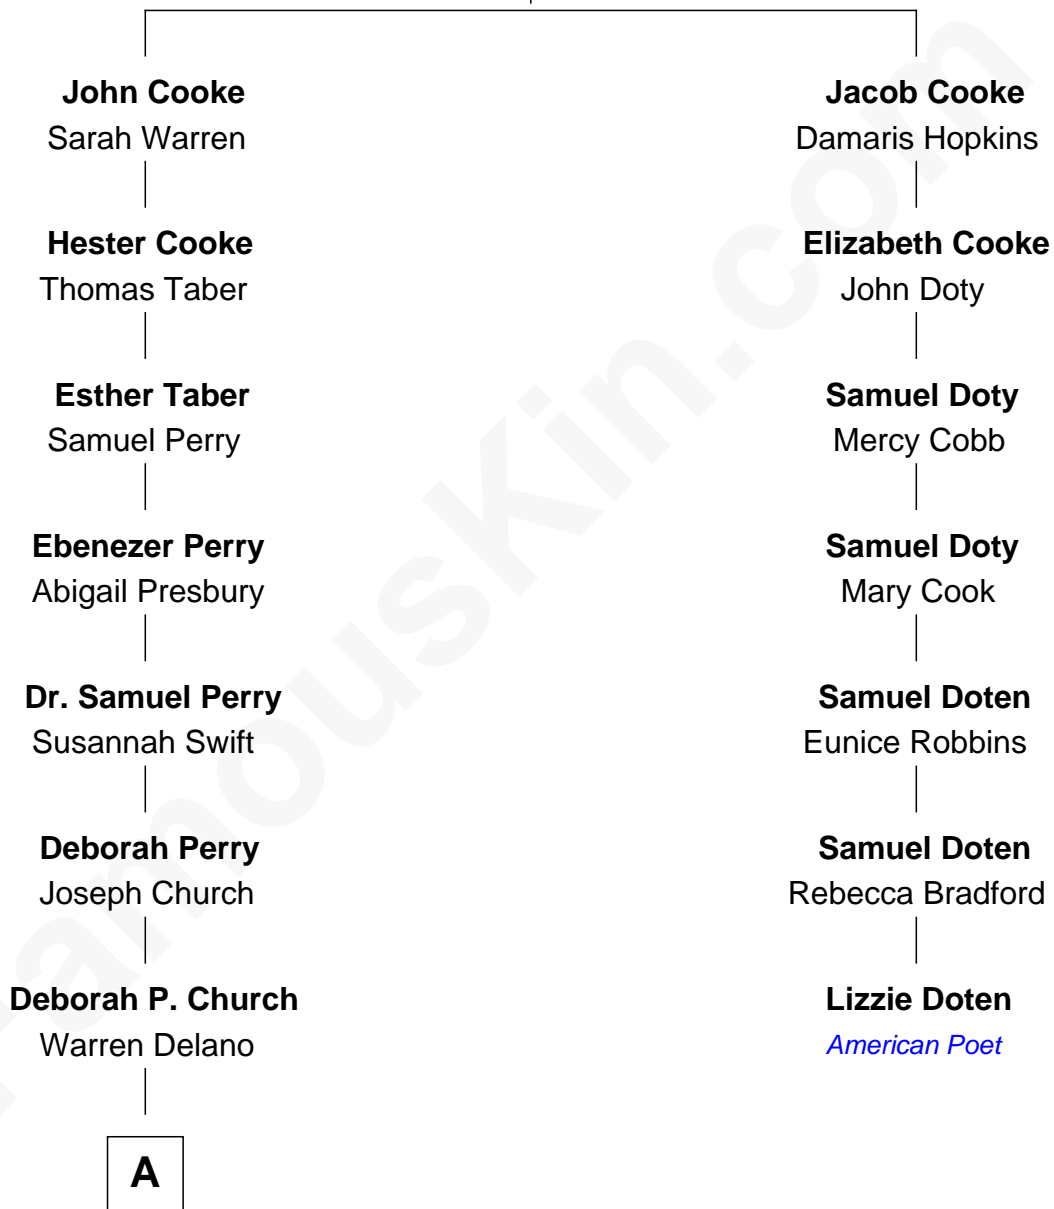 John Cooke
Sarah Warren
Jacob Cooke
Damaris Hopkins
Hester Cooke
Thomas Taber
Elizabeth Cooke
John Doty
Esther Taber
Samuel Perry
Samuel Doty
Mercy Cobb
Ebenezer Perry
Abigail Presbury
Samuel Doty
Mary Cook
Dr. Samuel Perry
Susannah Swift
Samuel Doten
Eunice Robbins
Deborah Perry
Joseph Church
Samuel Doten
Rebecca Bradford
Deborah P. Church
Warren Delano
Lizzie Doten
American Poet
A
FamousKin.com